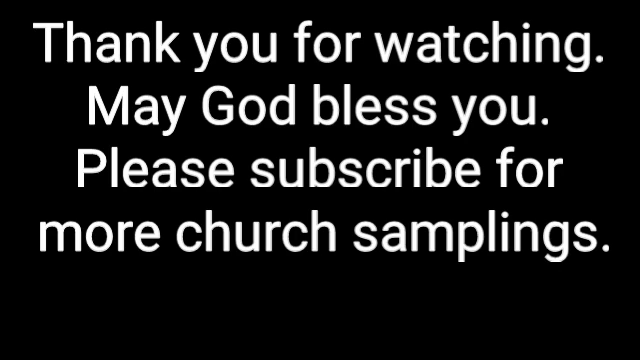 Thank you for watching.
May God bless you.
Please subscribe for
more church samplings.